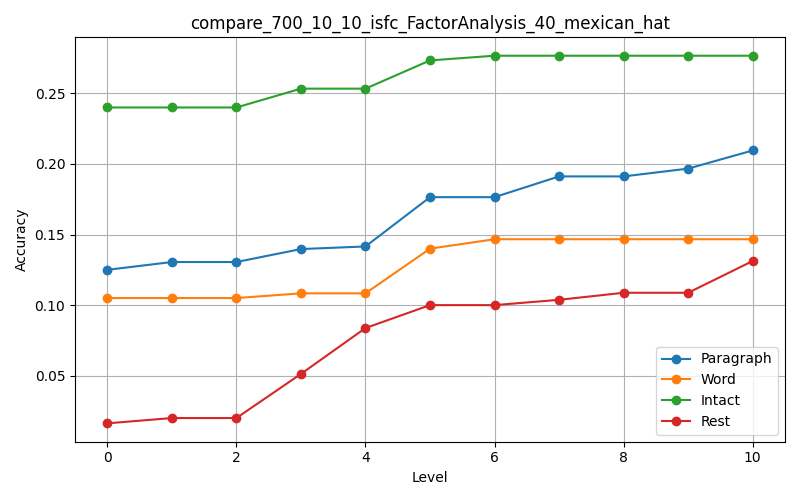 compare_700_10_10_isfc_FactorAnalysis_40_mexican_hat
Accuracy
0.25
0.20
0.15
0.10
0.05
0
2
4
6
8
10
Level
Paragraph
Word
Intact
Rest